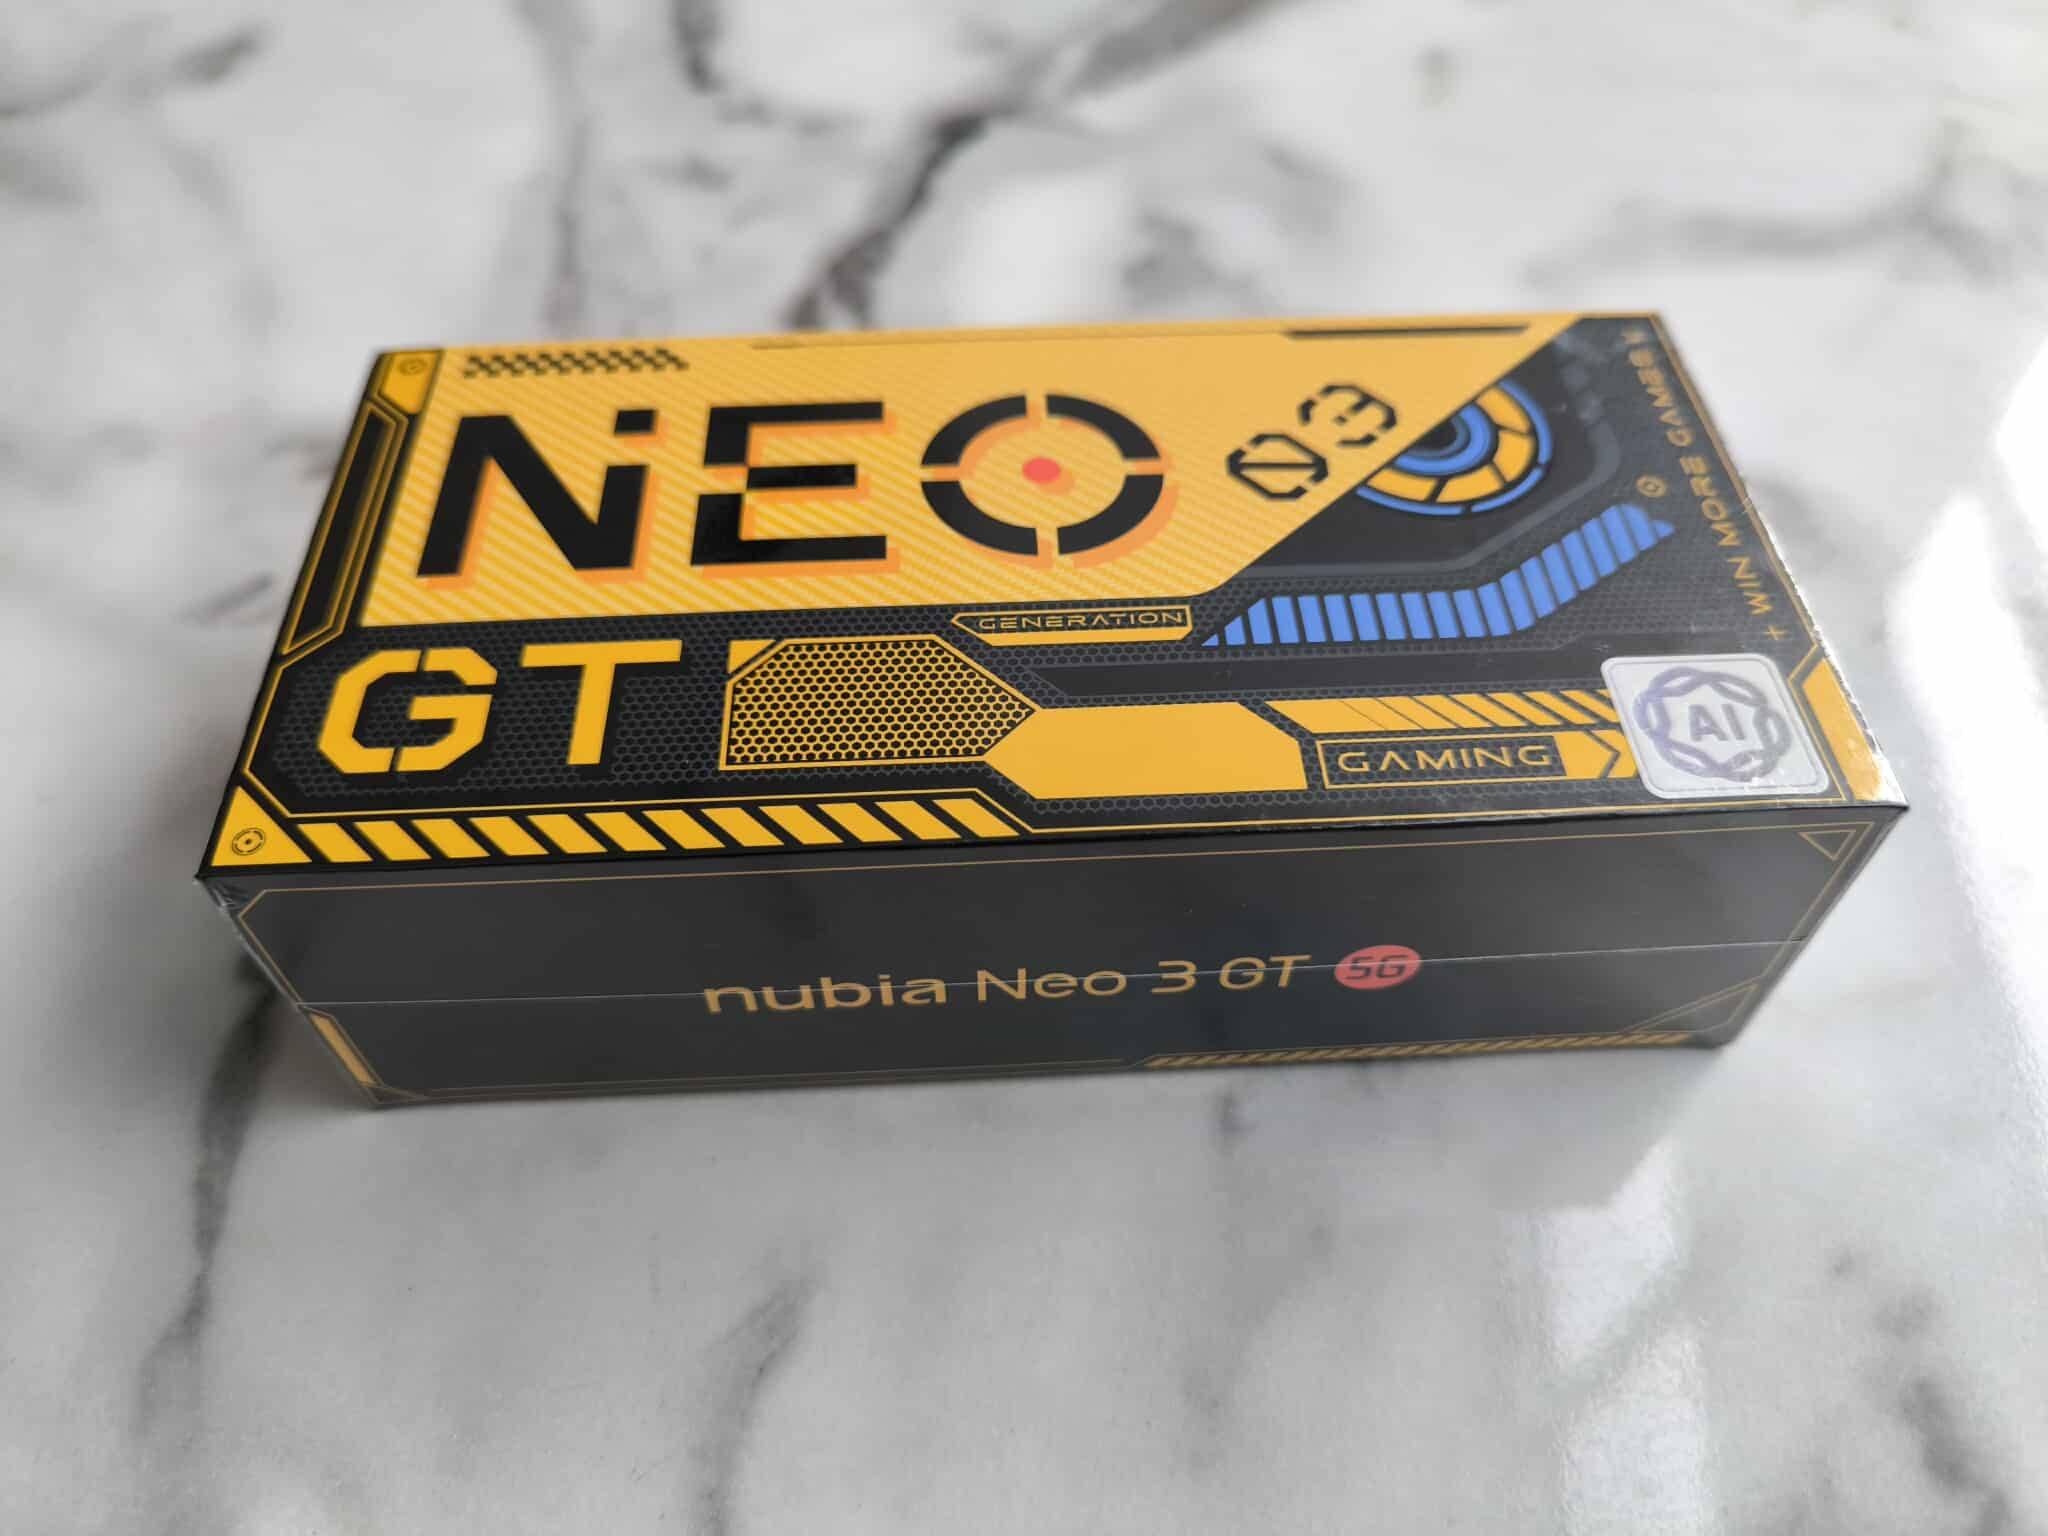 NEO
03
+ WIN MORE GAMES +
GENERATION
GT
GAMING
AI
nubia Neo 3 GT 5G